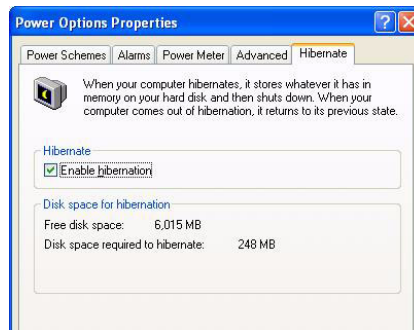 Power Options Properties
Power Schemes Alarms Power Meter Advanced Hibernate
When your computer hibernates, it stores whatever it has in
memory on your hard disk and then shuts down. When your
computer comes out of hibernation, it returns to its previous state.
Hibernate
Enable hibernation
Disk space for hibernation
Free disk space: 6,015 MB
Disk space required to hibernate: 248 MB